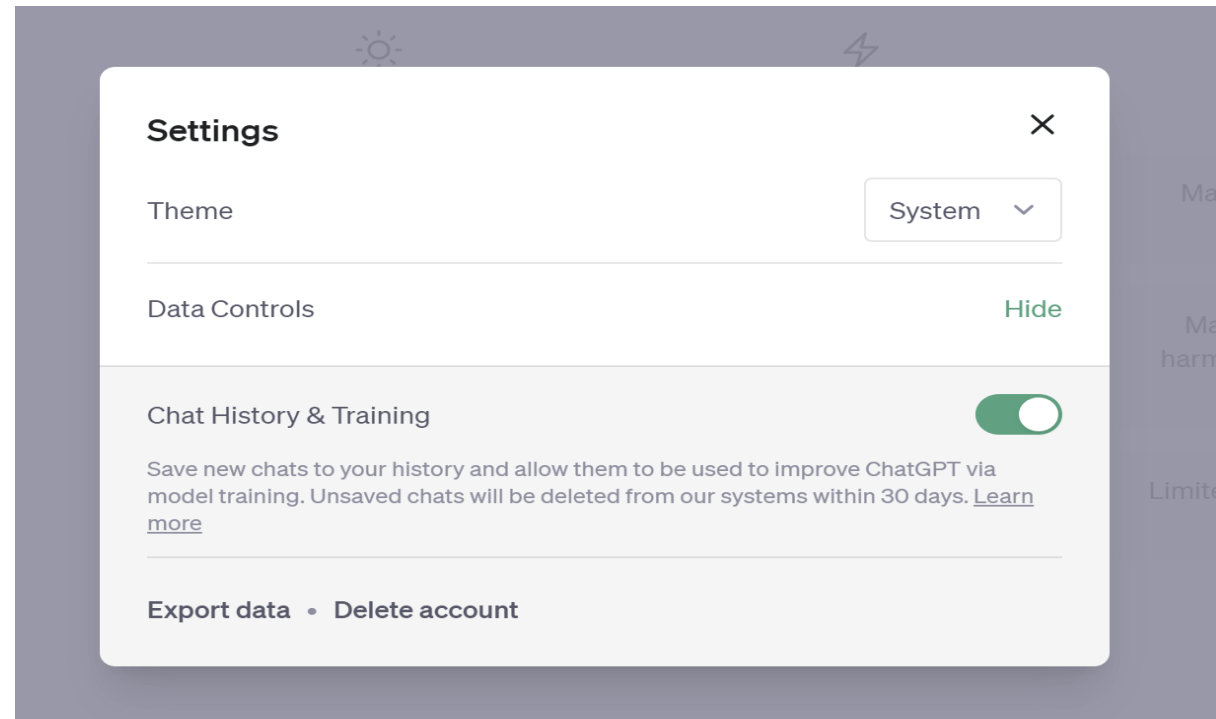 Settings
Theme
System
Data Controls
Hide
Chat History & Training
Save new chats to your history and allow them to be used to improve ChatGPT via
model training. Unsaved chats will be deleted from our systems within 30 days. Learn
more
Export data • Delete account